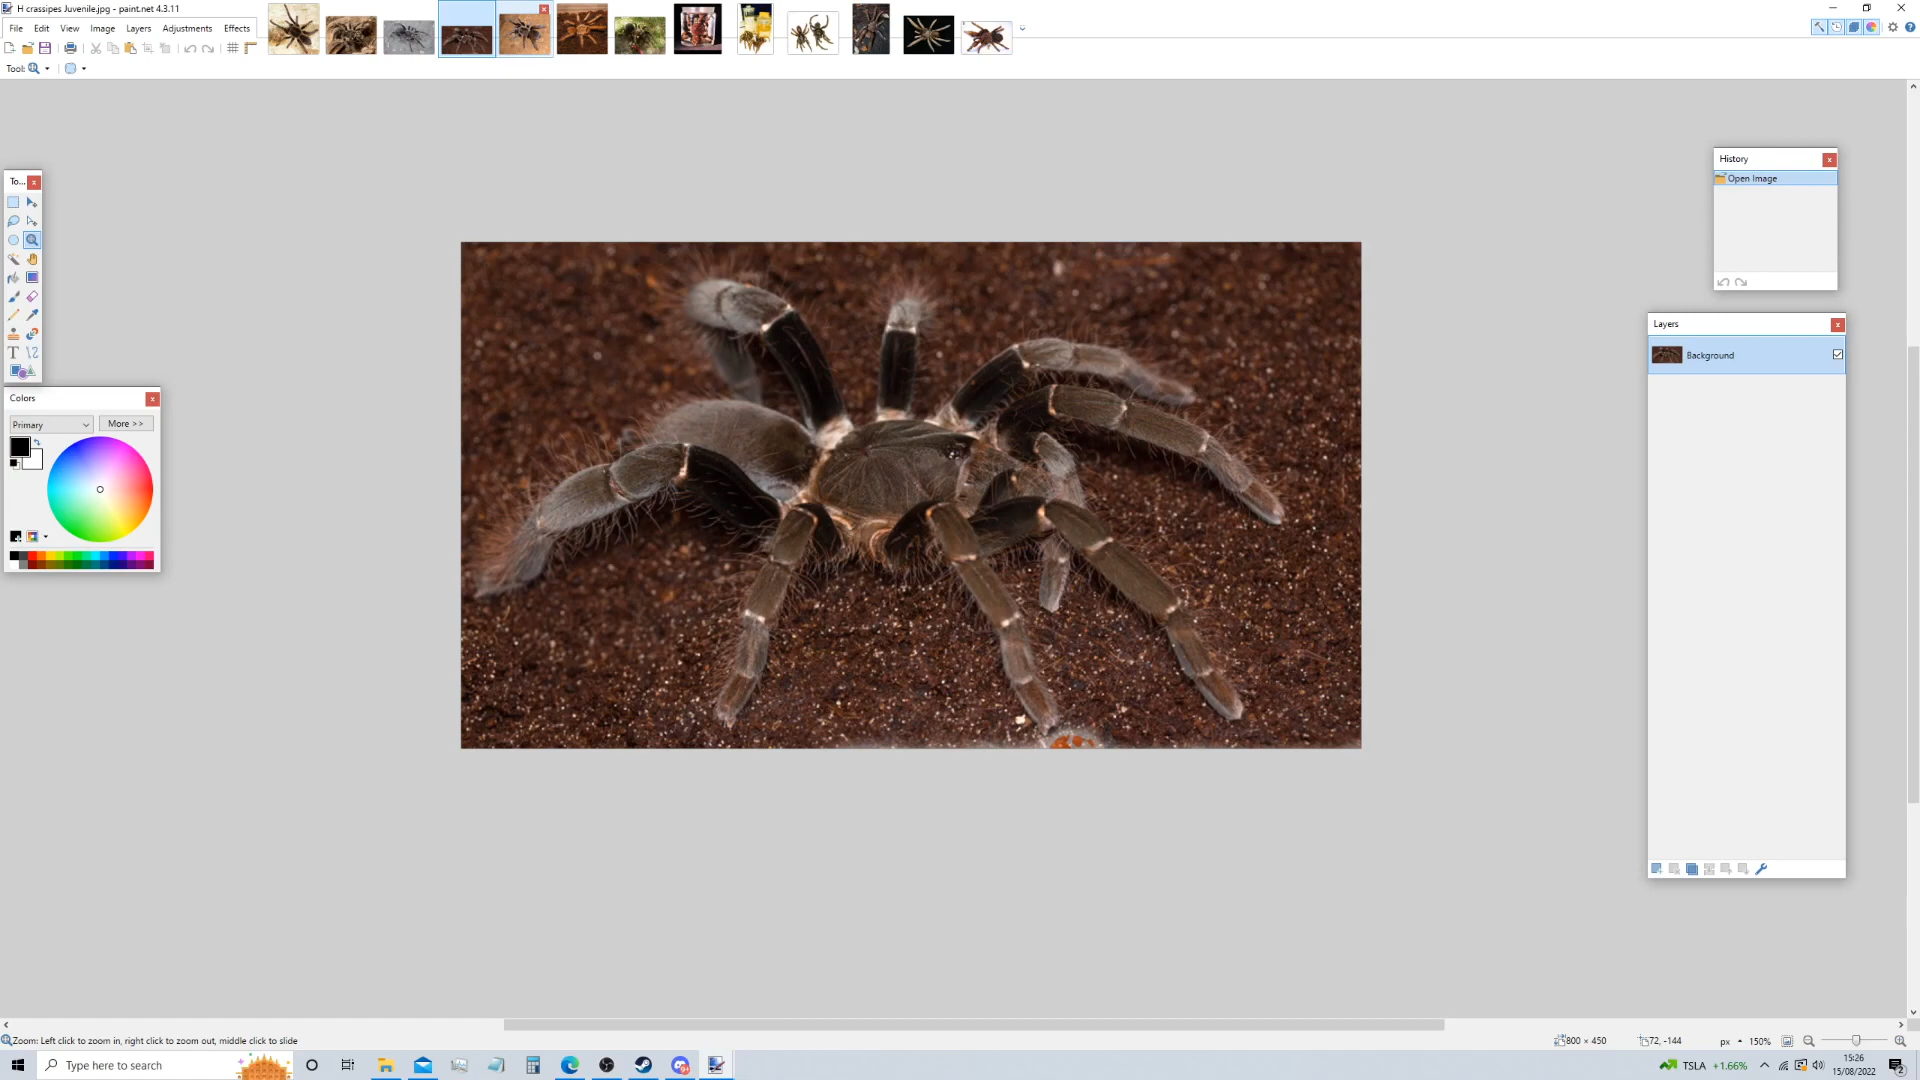 H crassipes Juvenile.jpg - paint.net 4.3.11
File Edit View Image Layers Adjustments Effects
Tool:
To...
History
Open Image
Layers
Background
Colors
Primary
More >>
Zoom: Left click to zoom in, right click to zoom out, middle click to slide
800 × 450
72, -144
px
150%
Type here to search
TSLA +1.66%
15:26
15/08/2022
2